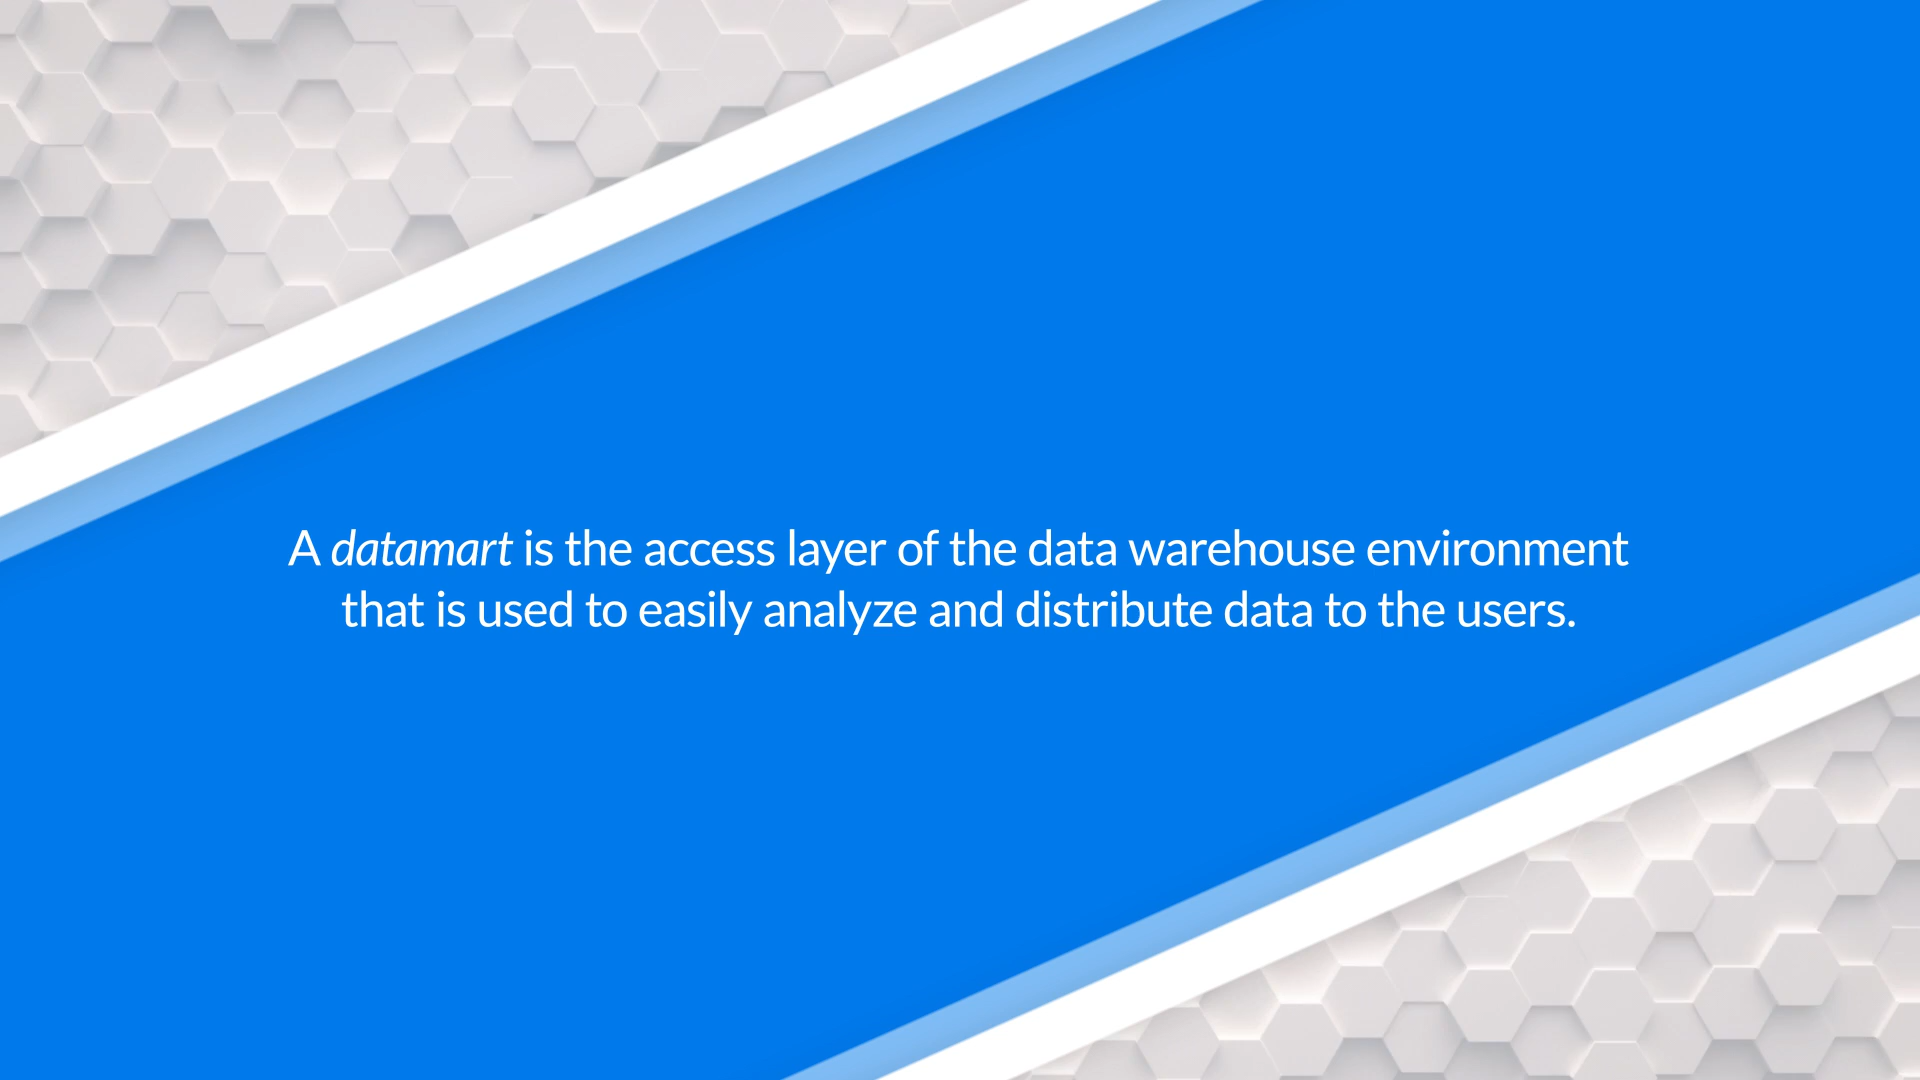 A datamart is the access layer of the data warehouse environment
that is used to easily analyze and distribute data to the users.